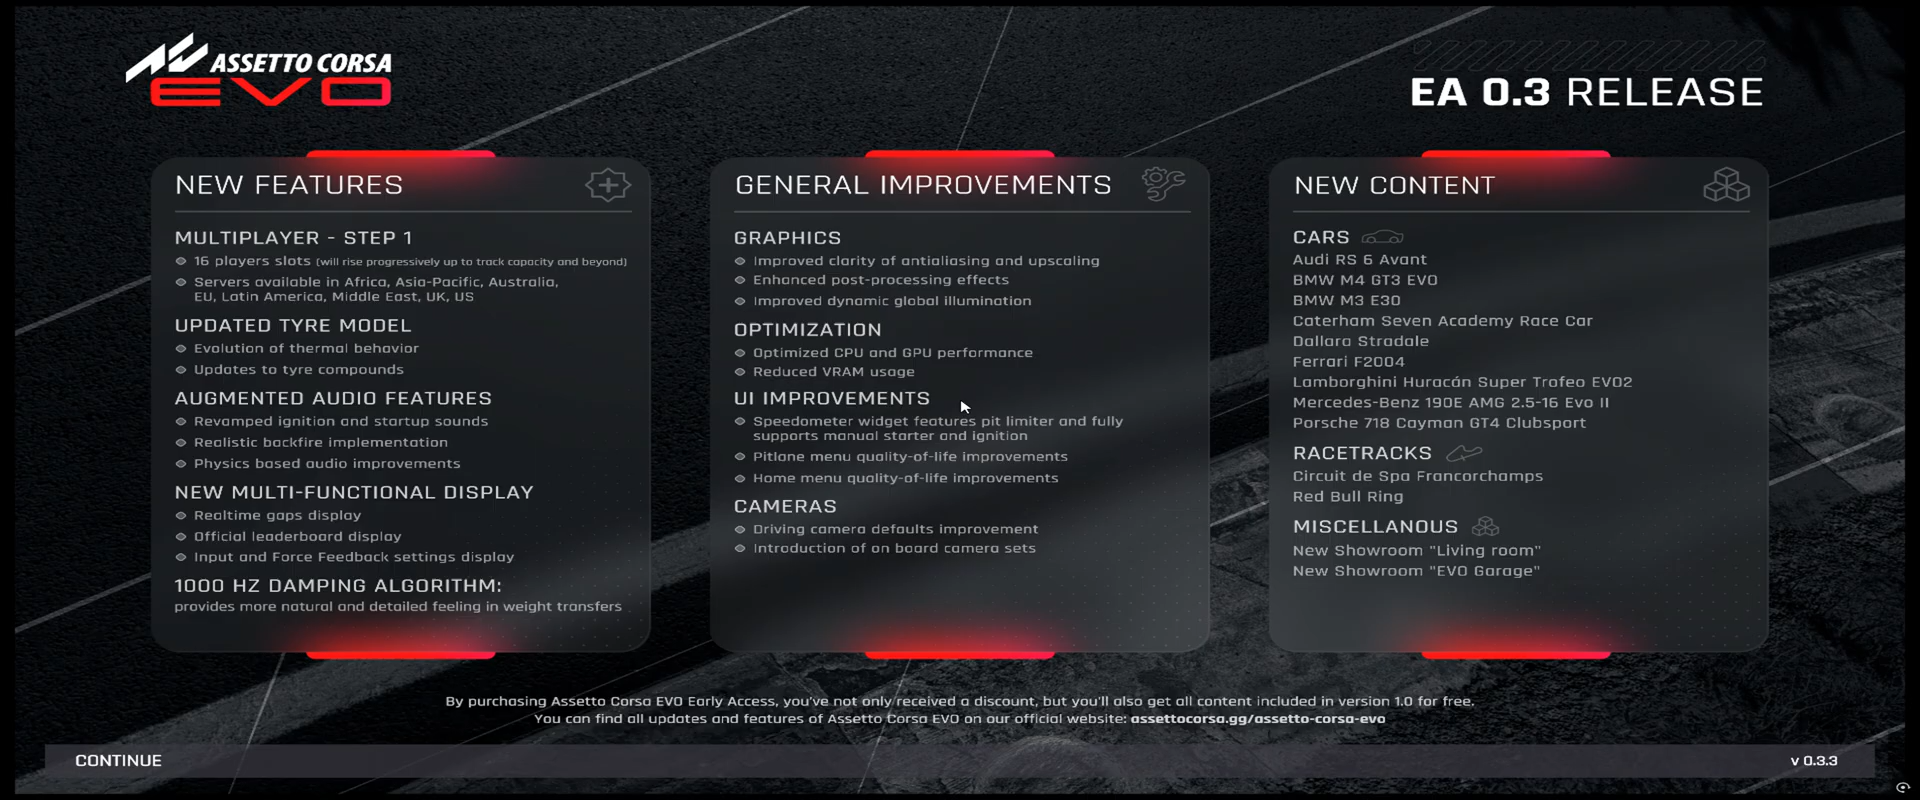 ASSETTO CORSA
EVO
EA 0.3 RELEASE
NEW FEATURES
MULTIPLAYER - STEP 1
16 players slots (will rise progressively up to track capacity and beyond)
Servers available in Africa, Asia-Pacific, Australia,
EU, Latin America, Middle East, UK, US
UPDATED TYRE MODEL
Evolution of thermal behavior
Updates to tyre compounds
AUGMENTED AUDIO FEATURES
Revamped ignition and startup sounds
Realistic backfire implementation
Physics based audio improvements
NEW MULTI-FUNCTIONAL DISPLAY
Realtime gaps display
Official leaderboard display
Input and Force Feedback settings display
1000 HZ DAMPING ALGORITHM:
provides more natural and detailed feeling in weight transfers
GENERAL IMPROVEMENTS
GRAPHICS
Improved clarity of antialiasing and upscaling
Enhanced post-processing effects
Improved dynamic global illumination
OPTIMIZATION
Optimized CPU and GPU performance
Reduced VRAM usage
UI IMPROVEMENTS
Speedometer widget features pit limiter and fully
supports manual starter and ignition
Pitlane menu quality-of-life improvements
Home menu quality-of-life improvements
CAMERAS
Driving camera defaults improvement
Introduction of on board camera sets
NEW CONTENT
CARS
Audi RS 6 Avant
BMW M4 GT3 EVO
BMW M3 E30
Caterham Seven Academy Race Car
Dallara Stradale
Ferrari F2004
Lamborghini Huracán Super Trofeo EVO2
Mercedes-Benz 190E AMG 2.5-16 Evo II
Porsche 718 Cayman GT4 Clubsport
RACETRACKS
Circuit de Spa Francorchamps
Red Bull Ring
MISCELLANOUS
New Showroom "Living room"
New Showroom "EVO Garage"
By purchasing Assetto Corsa EVO Early Access, you've not only received a discount, but you'll also get all content included in version 1.0 for free.
You can find all updates and features of Assetto Corsa EVO on our official website: assettocorsa.gg/assetto-corsa-evo
CONTINUE
v 0.3.3